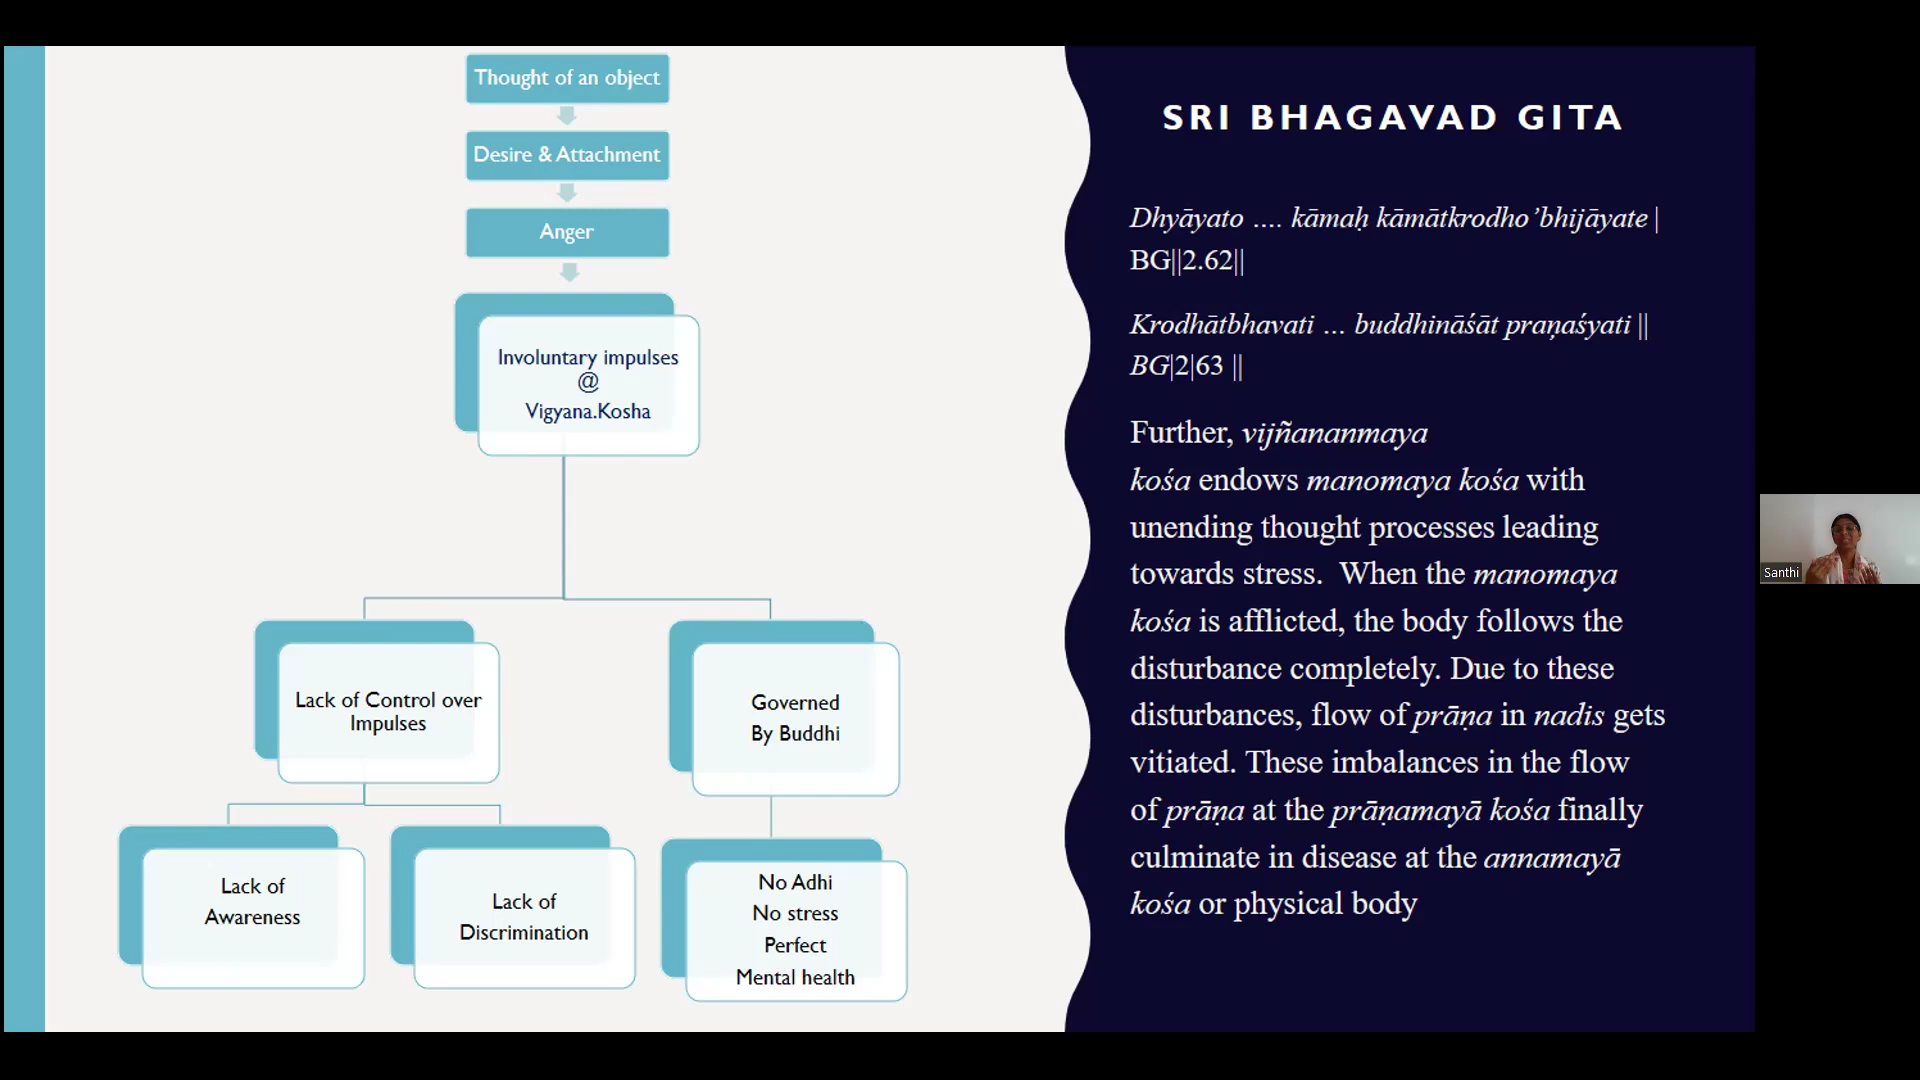 Thought of an object
Desire & Attachment
Anger
Involuntary impulses
@
Vigyana.Kosha
Lack of Control over
Impulses
Governed
By Buddhi
Lack of
Awareness
Lack of
Discrimination
No Adhi
No stress
Perfect
Mental health
SRI BHAGAVAD GITA
Dhyāyato .... kāmaḥ kāmātkrodho’bhijāyate |
BG||2.62||
Krodhātbhavati ... buddhināśāt praṇaśyati ||
BG|2|63 ||
Further, vijñananmaya
kośa endows manomaya kośa with
unending thought processes leading
towards stress. When the manomaya
kośa is afflicted, the body follows the
disturbance completely. Due to these
disturbances, flow of prāṇa in nadis gets
vitiated. These imbalances in the flow
of prāṇa at the prāṇamayā kośa finally
culminate in disease at the annamayā
kośa or physical body
Santhi